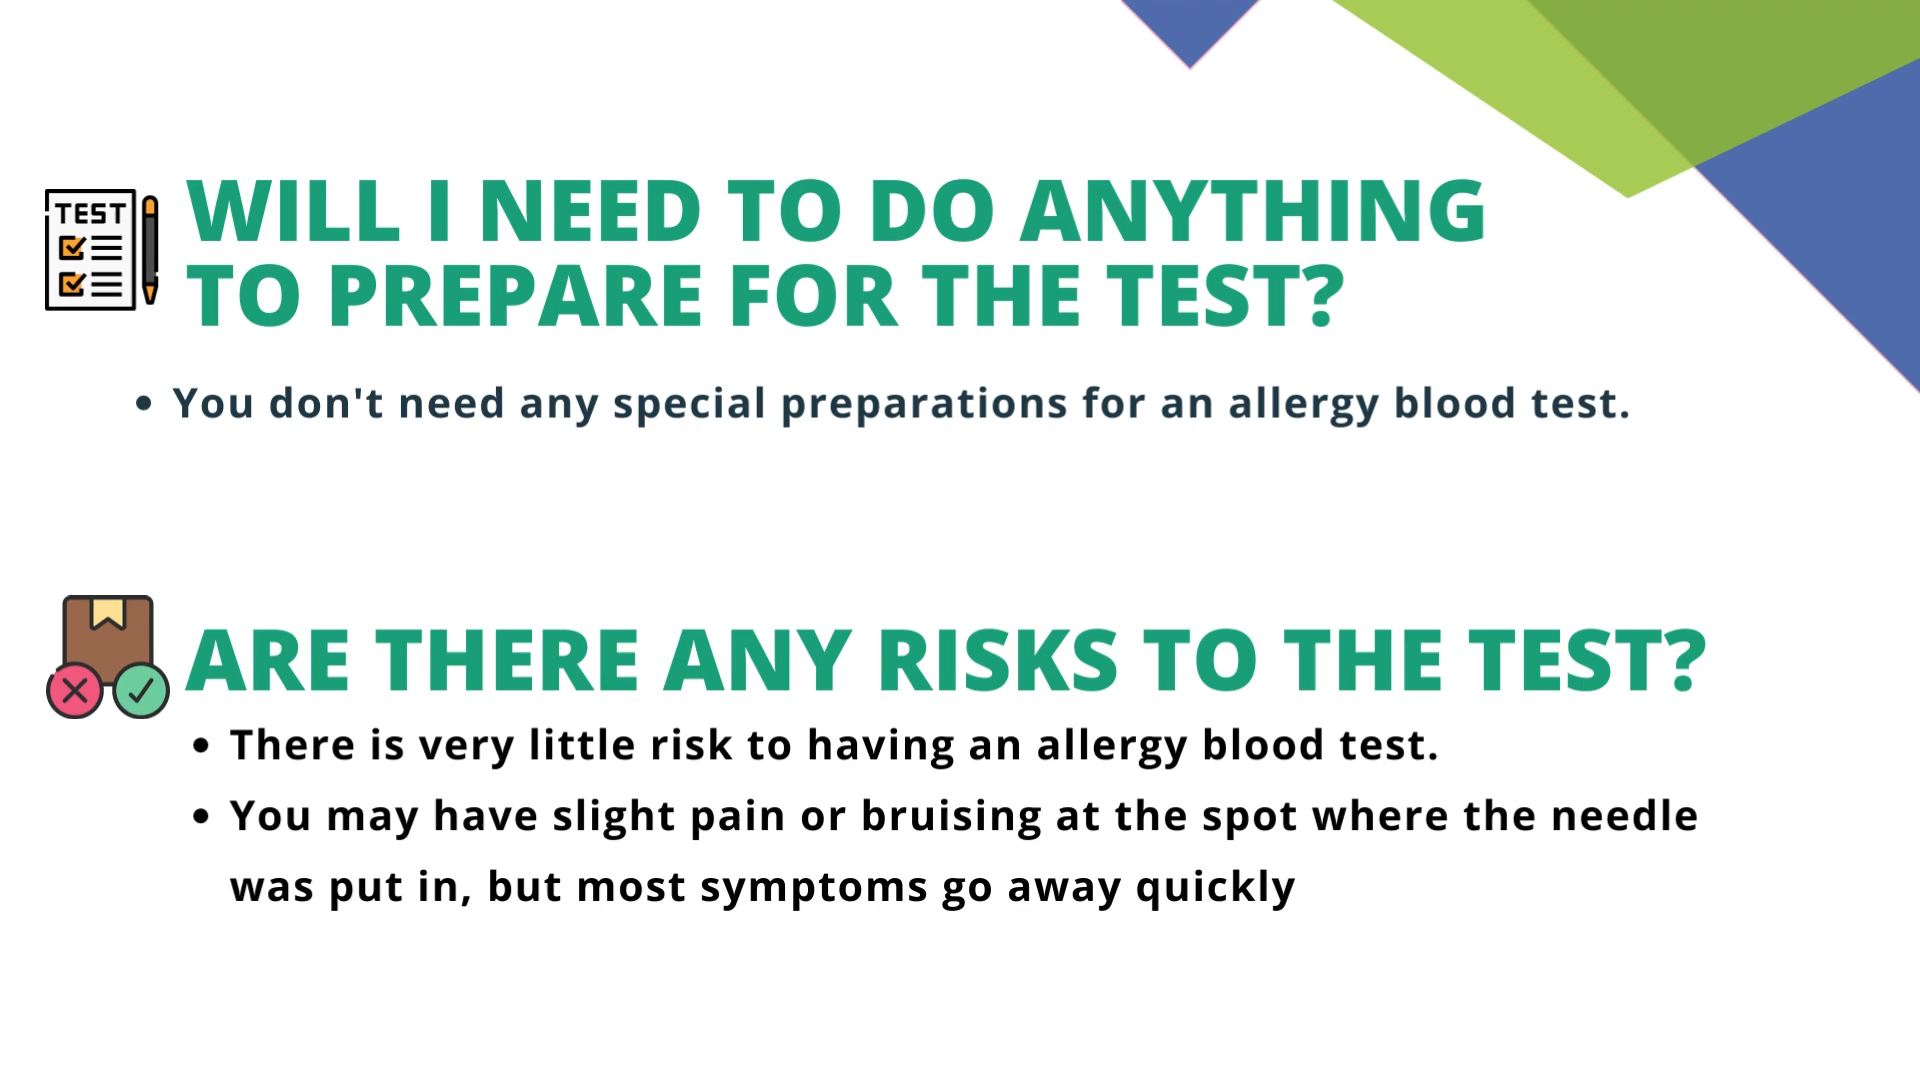 TEST
WILL I NEED TO DO ANYTHING
TO PREPARE FOR THE TEST?
• You don't need any special preparations for an allergy blood test.
ARE THERE ANY RISKS TO THE TEST?
• There is very little risk to having an allergy blood test.
• You may have slight pain or bruising at the spot where the needle
was put in, but most symptoms go away quickly